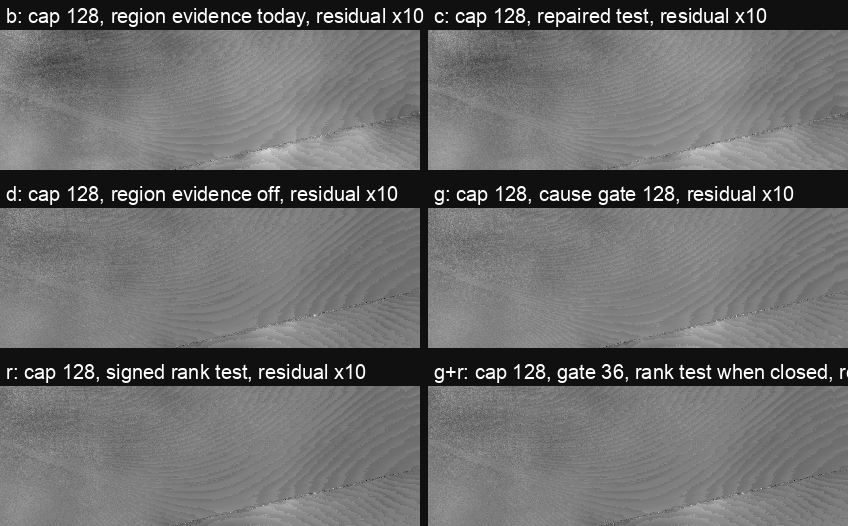 b: cap 128, region evidence today, residual x10
c: cap 128, repaired test, residual x10
d: cap 128, region evidence off, residual x10
g: cap 128, cause gate 128, residual x10
r: cap 128, signed rank test, residual x10
g+r: cap 128, gate 36, rank test when closed,